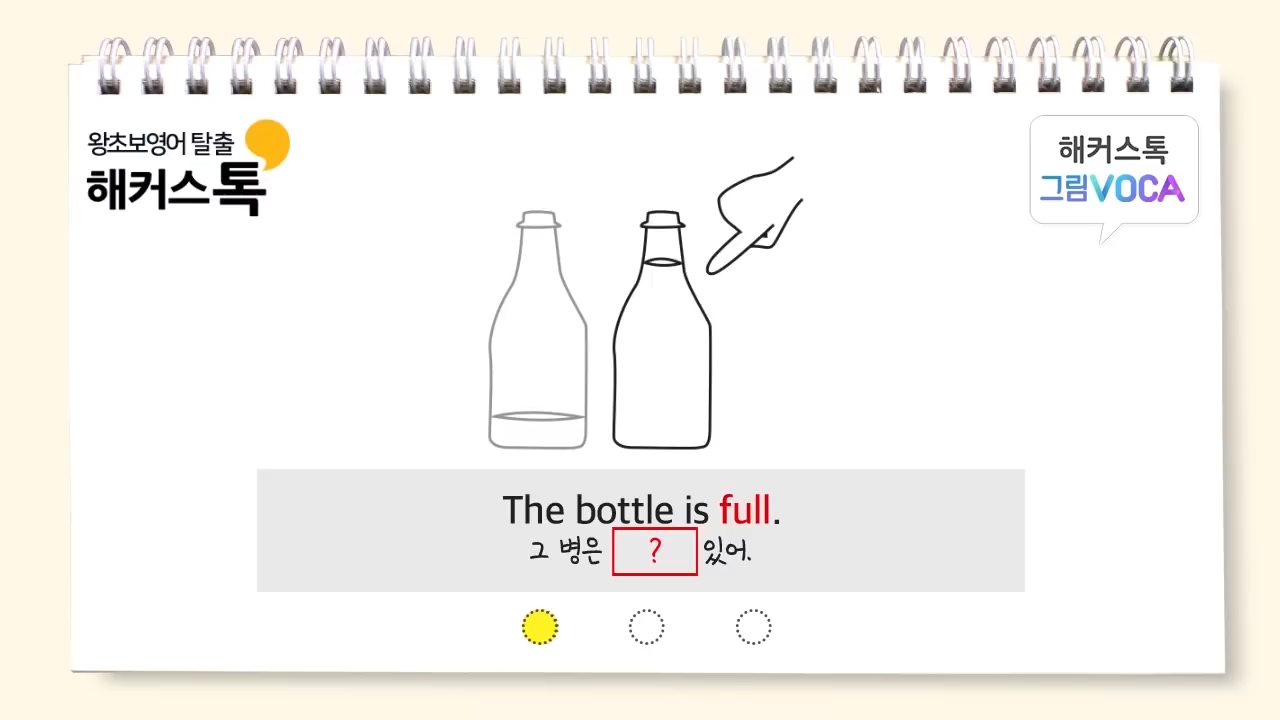 왕초보영어 탈출
해커스톡
해커스톡
그림VOCA
The bottle is full.
그 병은 ? 있어.